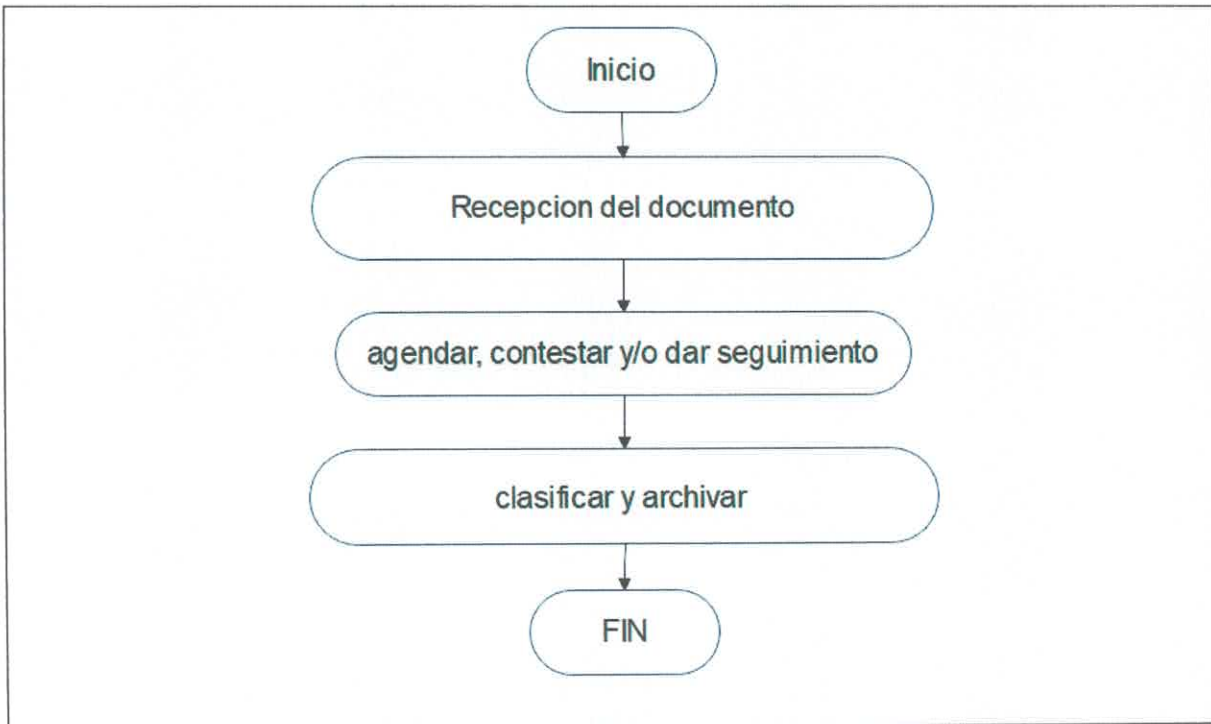 Inicio
Recepcion del documento
agendar, contestar y/o dar seguimiento
clasificar y archivar
FIN